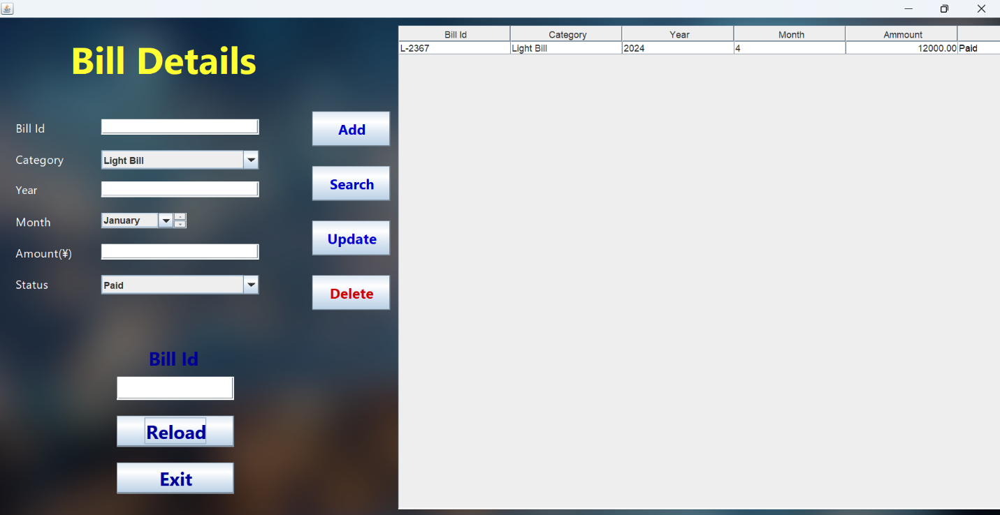 Bill Details
Bill Id
Category
Light Bill
Year
Month
January
Amount(¥)
Status
Paid
Add
Search
Update
Delete
Bill Id
Reload
Exit
Bill Id Category Year Month Ammount
L-2367 Light Bill 2024 4 12000.00 Paid